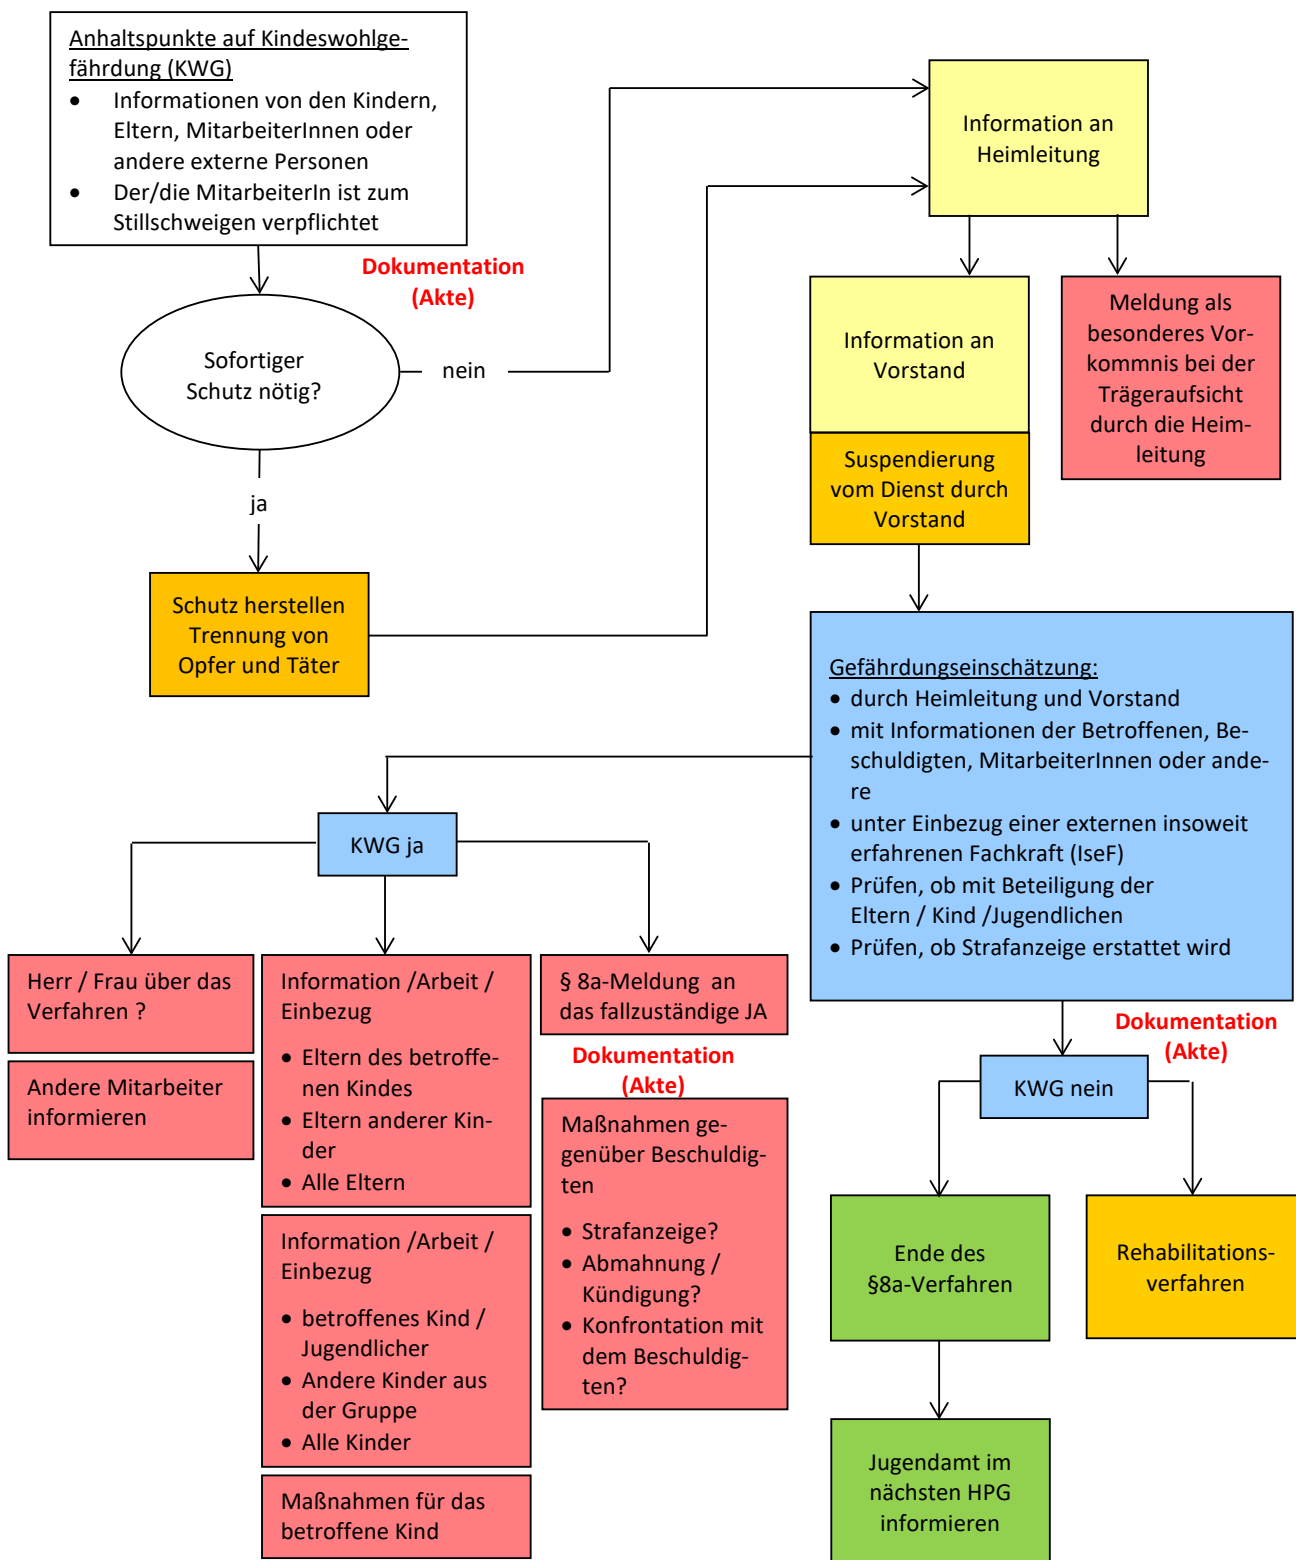 Anhaltspunkte auf Kindeswohlge-
fährdung (KWG)
• Informationen von den Kindern,
Eltern, MitarbeiterInnen oder
andere externe Personen
• Der/die MitarbeiterIn ist zum
Stillschweigen verpflichtet
Dokumentation
(Akte)
Sofortiger
Schutz nötig?
nein
ja
Schutz herstellen
Trennung von
Opfer und Täter
Information an
Heimleitung
Information an
Vorstand
Suspendierung
vom Dienst durch
Vorstand
Meldung als
besonderes Vor-
kommnis bei der
Trägeraufsicht
durch die Heim-
leitung
Gefährdungseinschätzung:
• durch Heimleitung und Vorstand
• mit Informationen der Betroffenen, Be-
schuldigten, MitarbeiterInnen oder ande-
re
• unter Einbezug einer externen insoweit
erfahrenen Fachkraft (IseF)
• Prüfen, ob mit Beteiligung der
Eltern / Kind /Jugendlichen
• Prüfen, ob Strafanzeige erstattet wird
KWG ja
Herr / Frau über das
Verfahren ?
Andere Mitarbeiter
informieren
Information /Arbeit /
Einbezug
• Eltern des betroffe-
nen Kindes
• Eltern anderer Kin-
der
• Alle Eltern
Information /Arbeit /
Einbezug
• betroffenes Kind /
Jugendlicher
• Andere Kinder aus
der Gruppe
• Alle Kinder
Maßnahmen für das
betroffene Kind
§ 8a-Meldung an
das fallzuständige JA
Dokumentation
(Akte)
Maßnahmen ge-
genüber Beschuldig-
ten
• Strafanzeige?
• Abmahnung /
Kündigung?
• Konfrontation mit
dem Beschuldig-
ten?
Dokumentation
(Akte)
KWG nein
Ende des
§8a-Verfahren
Rehabilitations-
verfahren
Jugendamt im
nächsten HPG
informieren